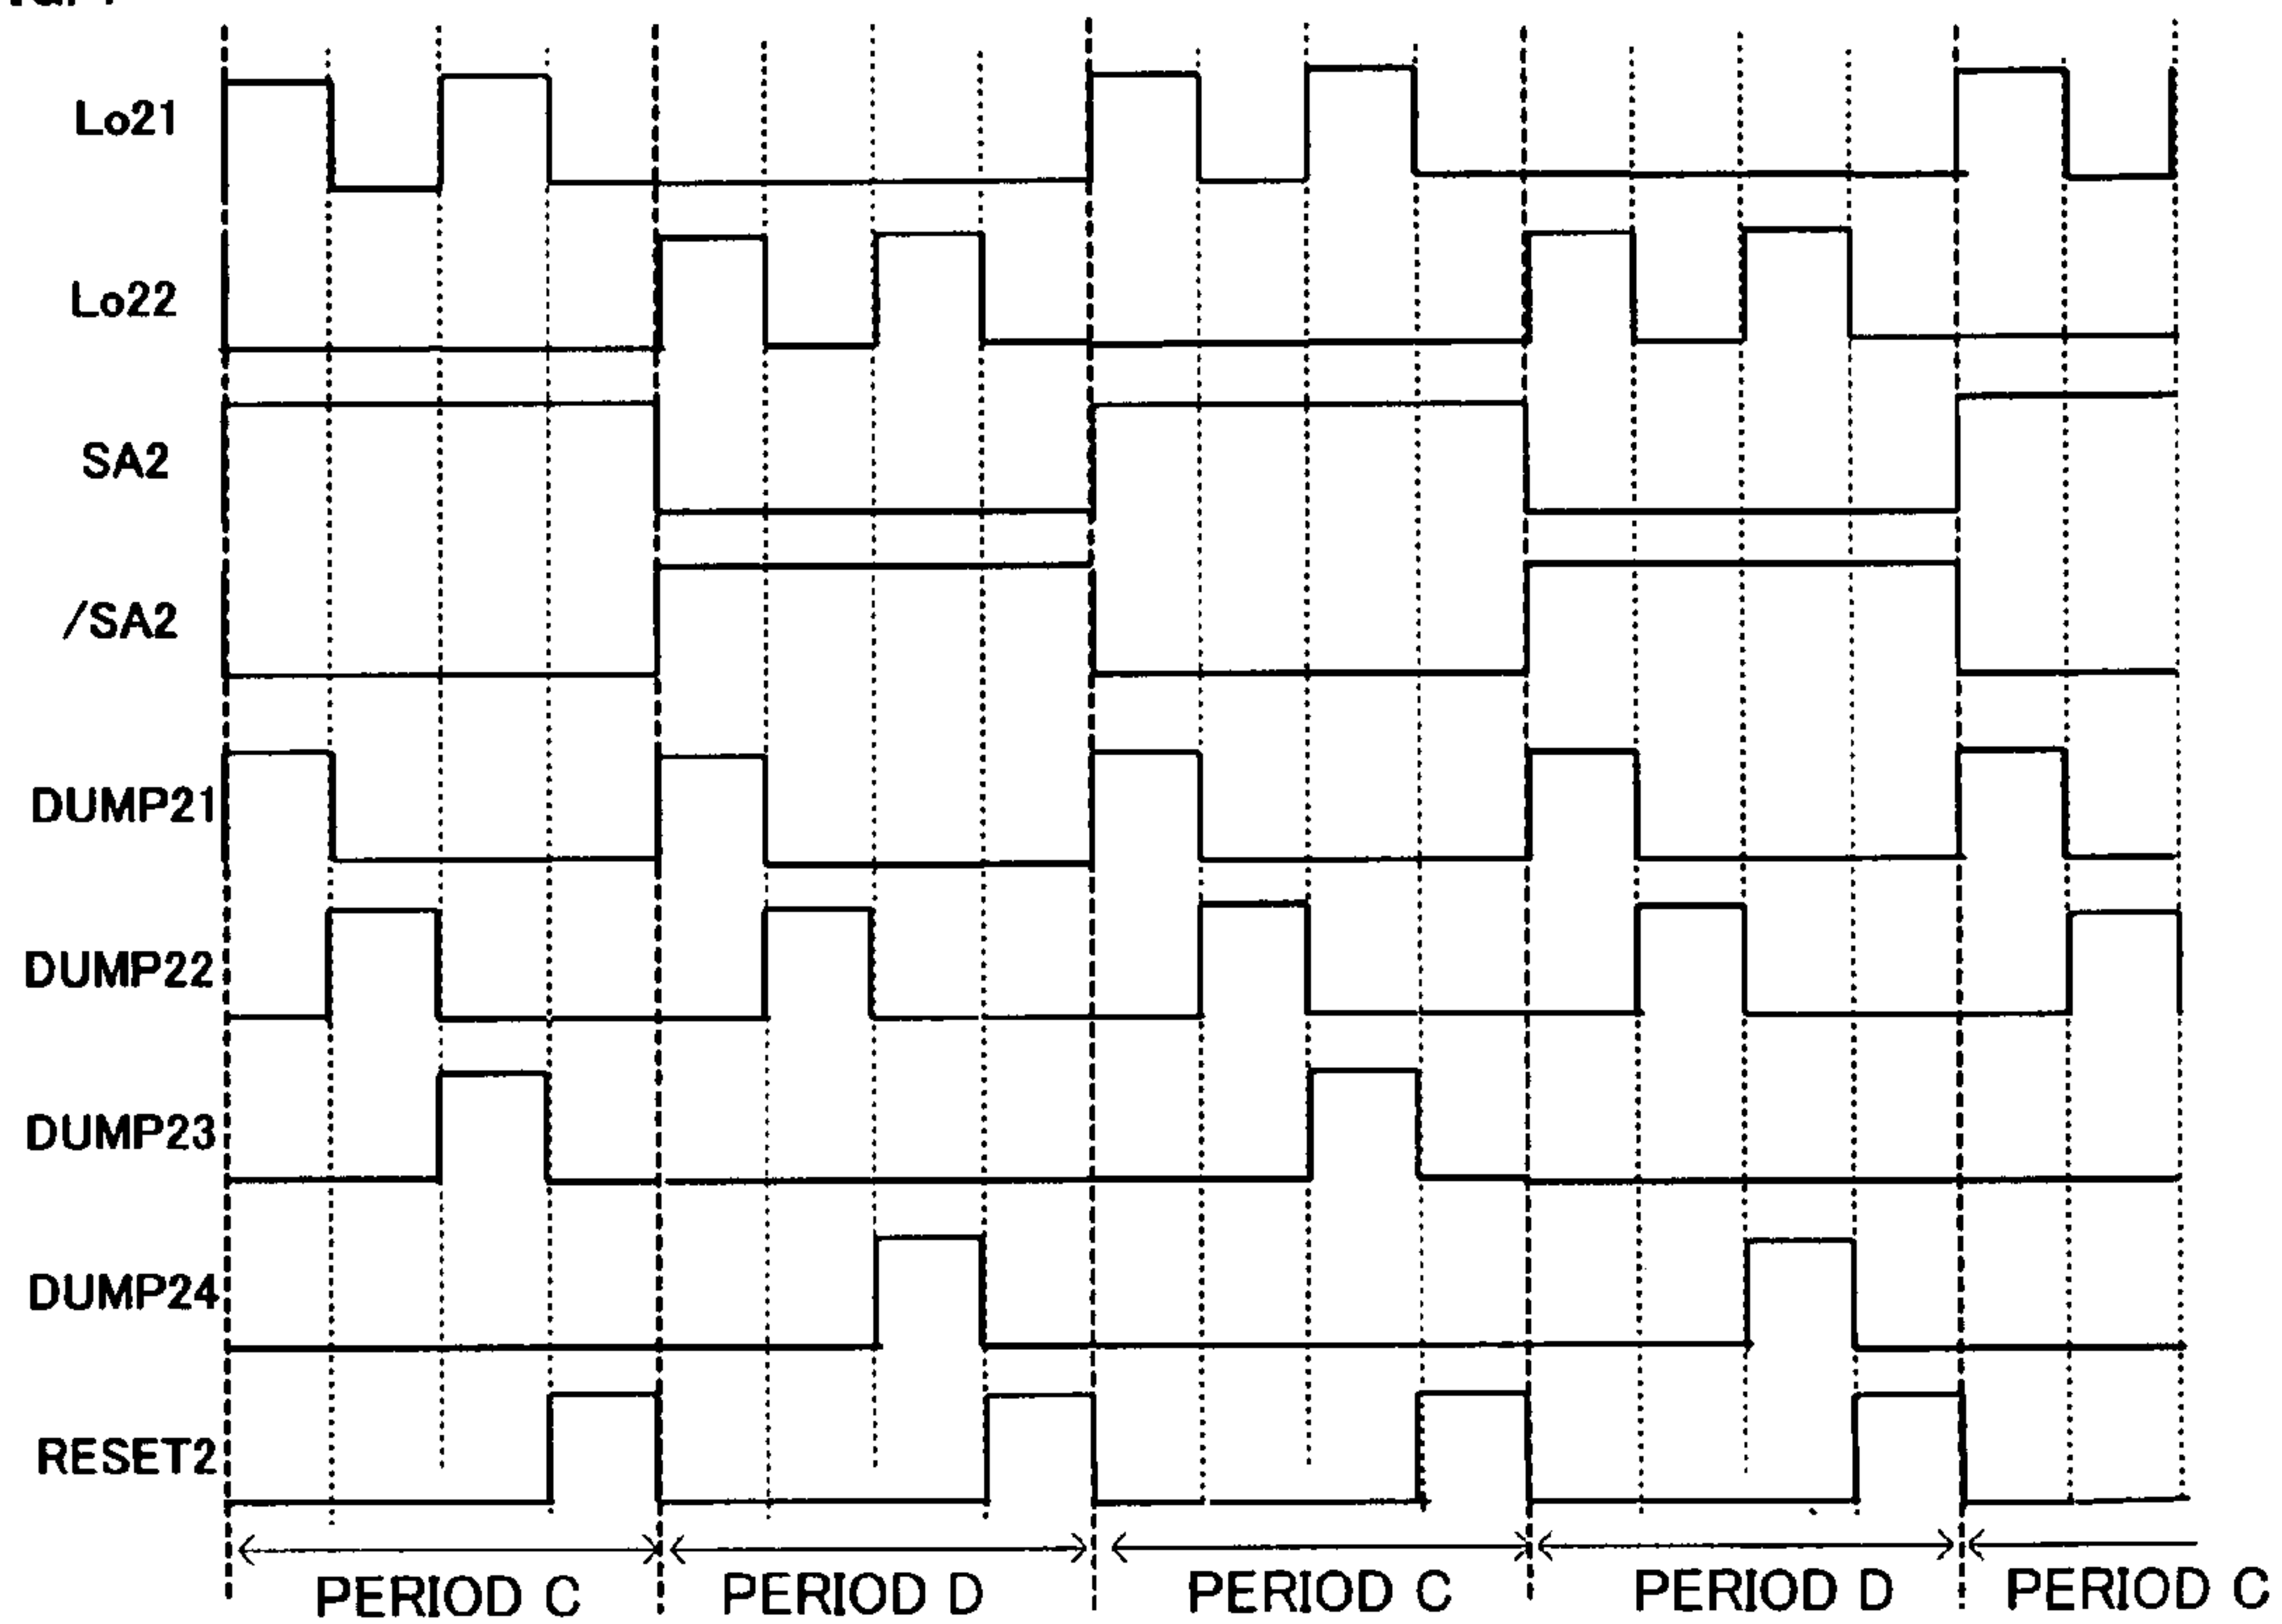 Lo21
Lo22
SA2
/SA2
DUMP21
DUMP22
DUMP23
DUMP24
RESET2
PERIOD C PERIOD D PERIOD C PERIOD D PERIOD C